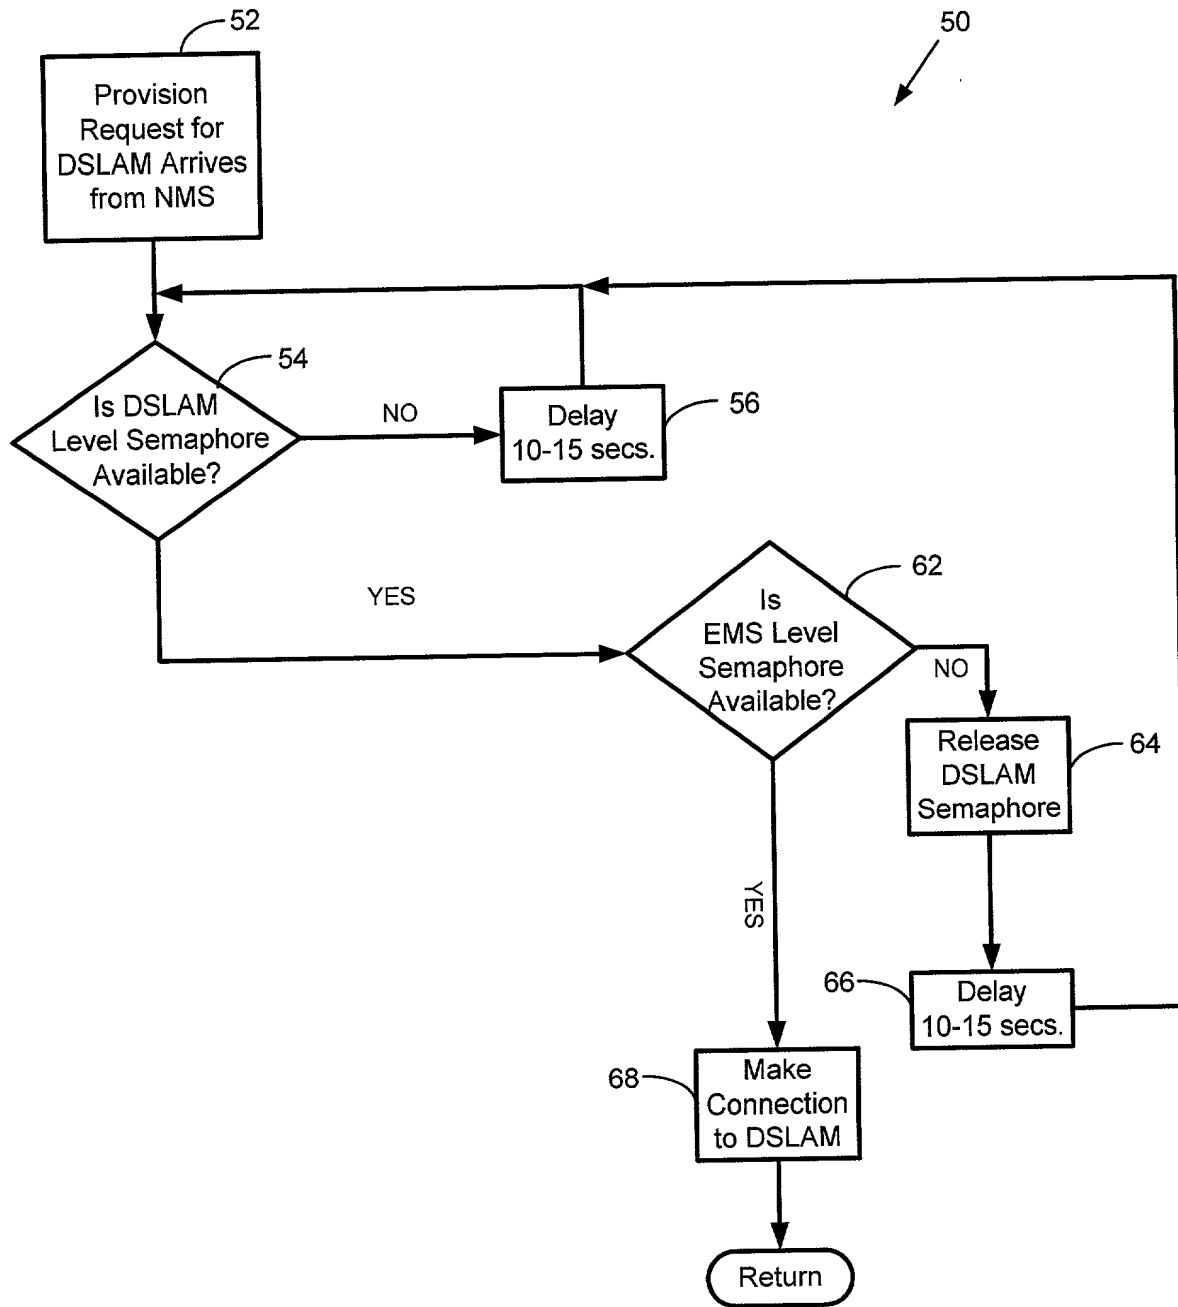 52
50
Provision
Request for
DSLAM Arrives
from NMS
54
Is DSLAM
Level Semaphore
Available?
NO
Delay
10-15 secs.
56
YES
62
Is
EMS Level
Semaphore
Available?
NO
Release
DSLAM
Semaphore
64
YES
66
Delay
10-15 secs.
68
Make
Connection
to DSLAM
Return